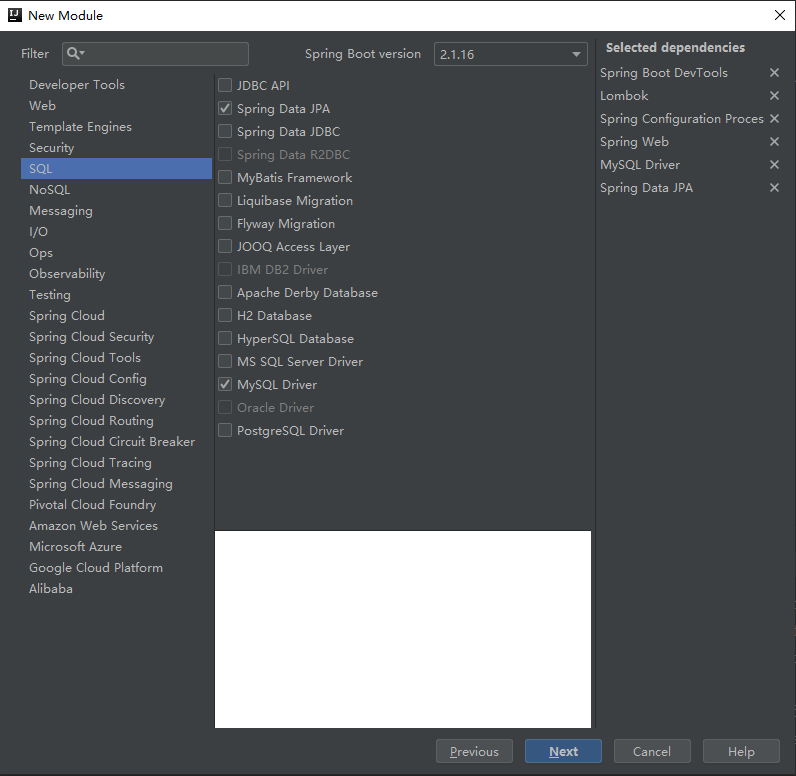 New Module
Filter
Spring Boot version
2.1.16
Developer Tools
Web
Template Engines
Security
SQL
NoSQL
Messaging
I/O
Ops
Observability
Testing
Spring Cloud
Spring Cloud Security
Spring Cloud Tools
Spring Cloud Config
Spring Cloud Discovery
Spring Cloud Routing
Spring Cloud Circuit Breaker
Spring Cloud Tracing
Spring Cloud Messaging
Pivotal Cloud Foundry
Amazon Web Services
Microsoft Azure
Google Cloud Platform
Alibaba
JDBC API
Spring Data JPA
Spring Data JDBC
Spring Data R2DBC
MyBatis Framework
Liquibase Migration
Flyway Migration
JOOQ Access Layer
IBM DB2 Driver
Apache Derby Database
H2 Database
HyperSQL Database
MS SQL Server Driver
MySQL Driver
Oracle Driver
PostgreSQL Driver
Selected dependencies
Spring Boot DevTools
Lombok
Spring Configuration Proces
Spring Web
MySQL Driver
Spring Data JPA
Previous
Next
Cancel
Help